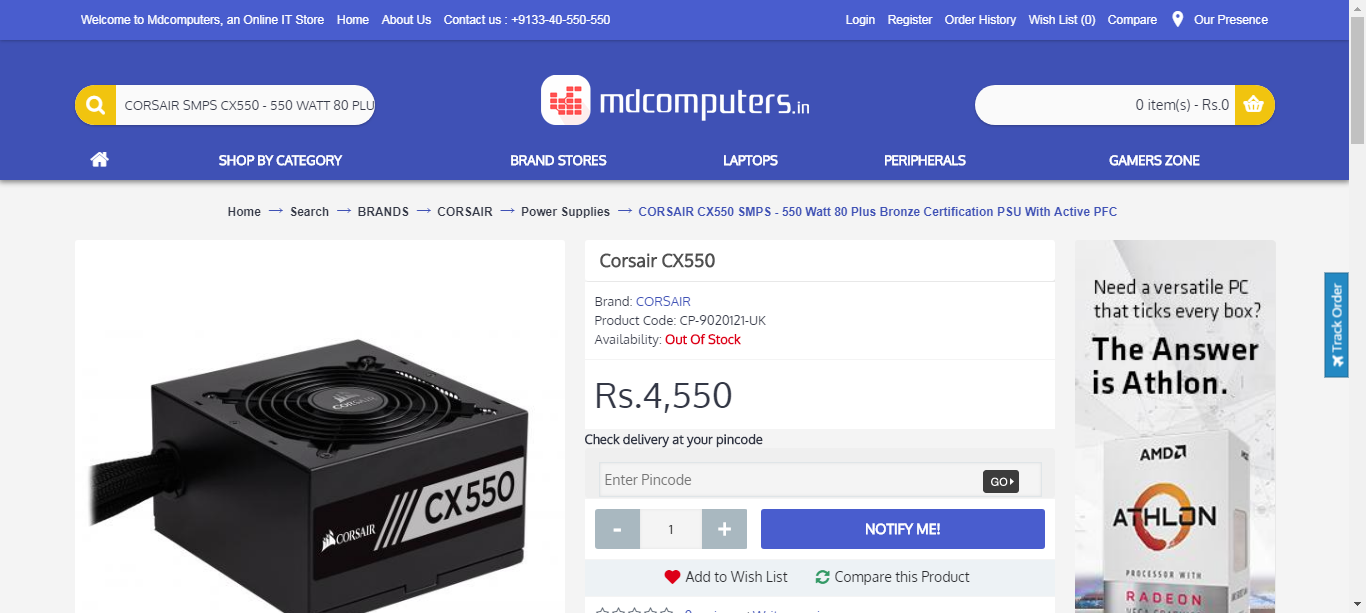 Welcome to Mdcomputers, an Online IT Store Home About Us Contact us : +9133-40-550-550
Login Register Order History Wish List (0) Compare Our Presence
CORSAIR SMPS CX550 - 550 WATT 80 PLU
mdcomputers.in
0 item(s) - Rs.0
SHOP BY CATEGORY BRAND STORES LAPTOPS PERIPHERALS GAMERS ZONE
Home → Search → BRANDS → CORSAIR → Power Supplies → CORSAIR CX550 SMPS - 550 Watt 80 Plus Bronze Certification PSU With Active PFC
CORSAIR
CORSAIR CX550
Corsair CX550
Brand: CORSAIR
Product Code: CP-9020121-UK
Availability: Out Of Stock
Rs.4,550
Check delivery at your pincode
Enter Pincode GO
- 1 + NOTIFY ME!
Add to Wish List Compare this Product
Need a versatile PC
that ticks every box?
The Answer
is Athlon.
AMD
ATHLON
PROCESSOR WITH
RADEON
Track Order